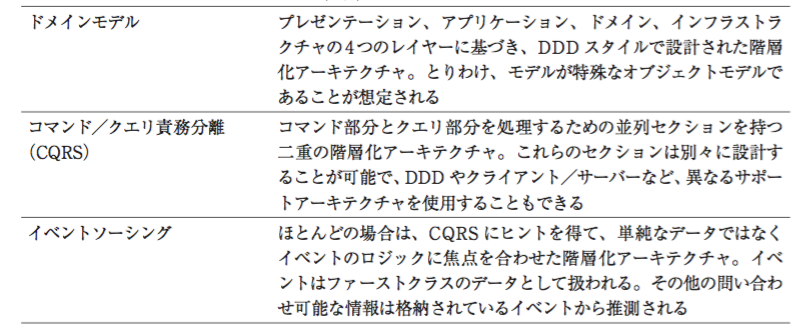 ドメインモデル
プレゼンテーション、アプリケーション、ドメイン、インフラストラ
クチャの4つのレイヤーに基づき、DDD スタイルで設計された階層
化アーキテクチャ。とりわけ、モデルが特殊なオブジェクトモデルで
あることが想定される
コマンド／クエリ責務分離
（CQRS）
コマンド部分とクエリ部分を処理するための並列セクションを持つ
二重の階層化アーキテクチャ。これらのセクションは別々に設計す
ることが可能で、DDD やクライアント／サーバーなど、異なるサポー
トアーキテクチャを使用することもできる
イベントソーシング
ほとんどの場合は、CQRS にヒントを得て、単純なデータではなく
イベントのロジックに焦点を合わせた階層化アーキテクチャ。イベ
ントはファーストクラスのデータとして扱われる。その他の問い合わ
せ可能な情報は格納されているイベントから推測される